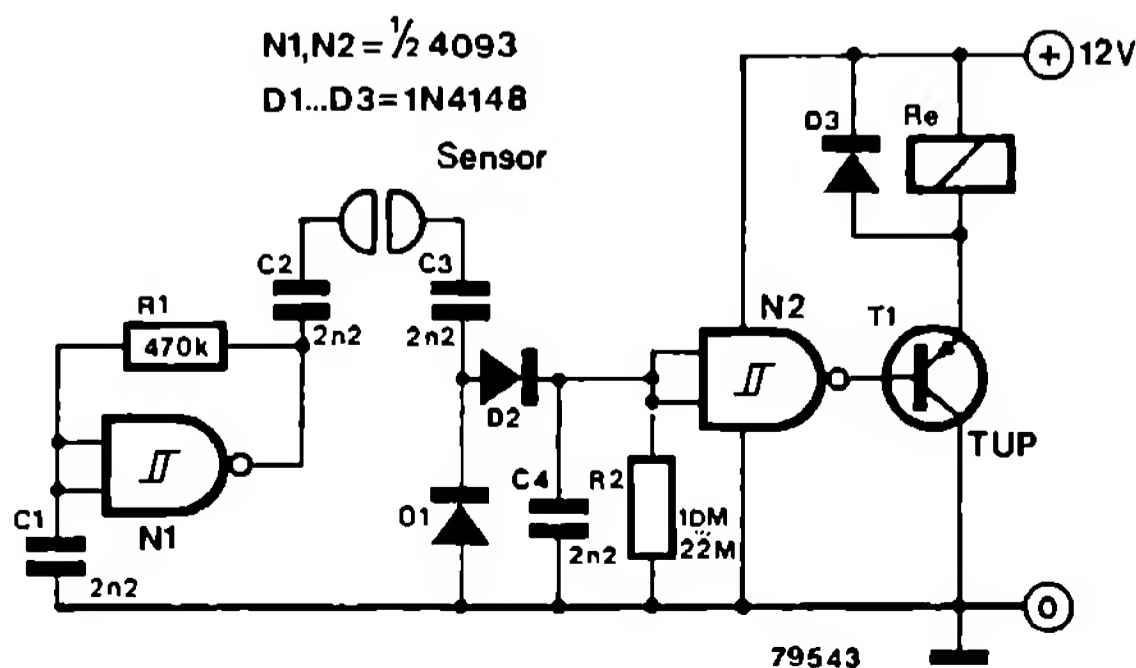 N1,N2 = ½ 4093
D1...D3 = 1N4148
Sensor
+ 12V
D3
Re
C2
2n2
C3
2n2
R1
470k
N2
T1
TUP
D2
N1
C1
2n2
D1
C4
2n2
R2
10M
...
22M
0
79543